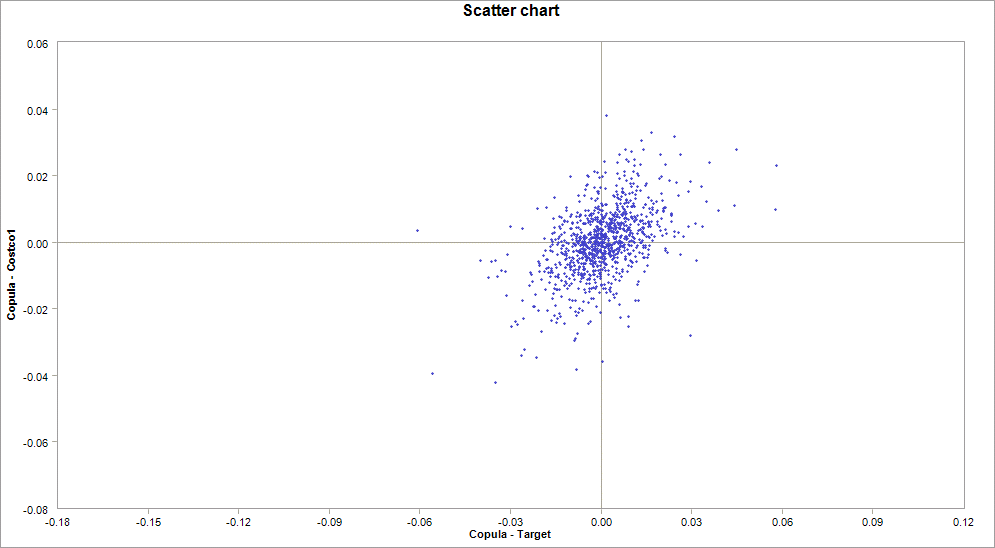 Scatter chart
0.06
0.04
0.02
0.00
-0.02
-0.04
-0.06
-0.08
Copula - Costco1
-0.18 -0.15 -0.12 -0.09 -0.06 -0.03 0.00 0.03 0.06 0.09 0.12
Copula - Target